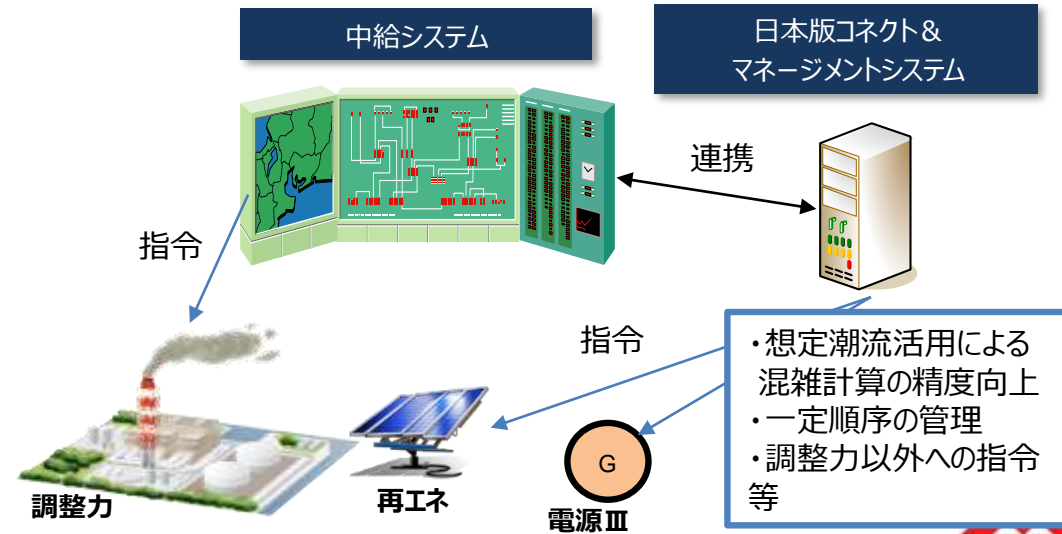 中給システム
日本版コネクト＆
マネージメントシステム
連携
指令
指令
・想定潮流活用による
混雑計算の精度向上
・一定順序の管理
・調整力以外への指令
等
G
調整力
再エネ
電源Ⅲ